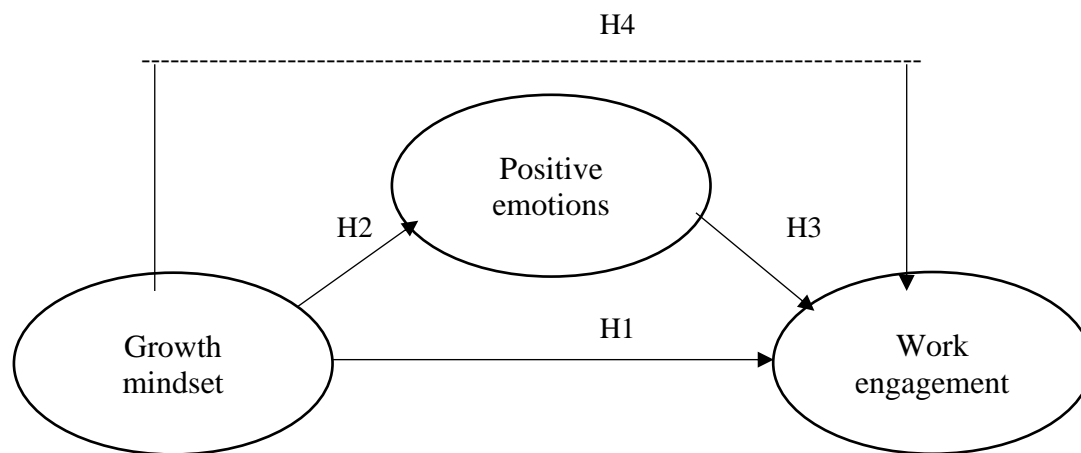 H4
Positive
emotions
H2
H3
H1
Growth
mindset
Work
engagement